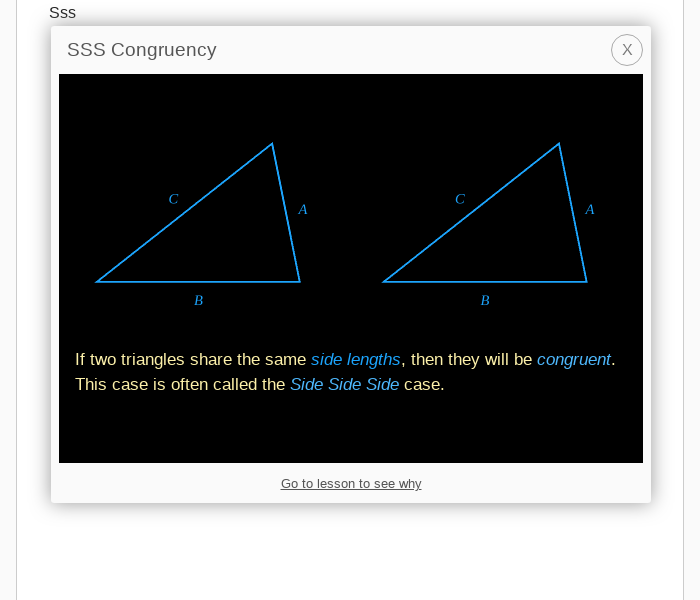 Sss
SSS Congruency
X
C
A
B
C
A
B
If two triangles share the same side lengths, then they will be congruent.
This case is often called the Side Side Side case.
Go to lesson to see why